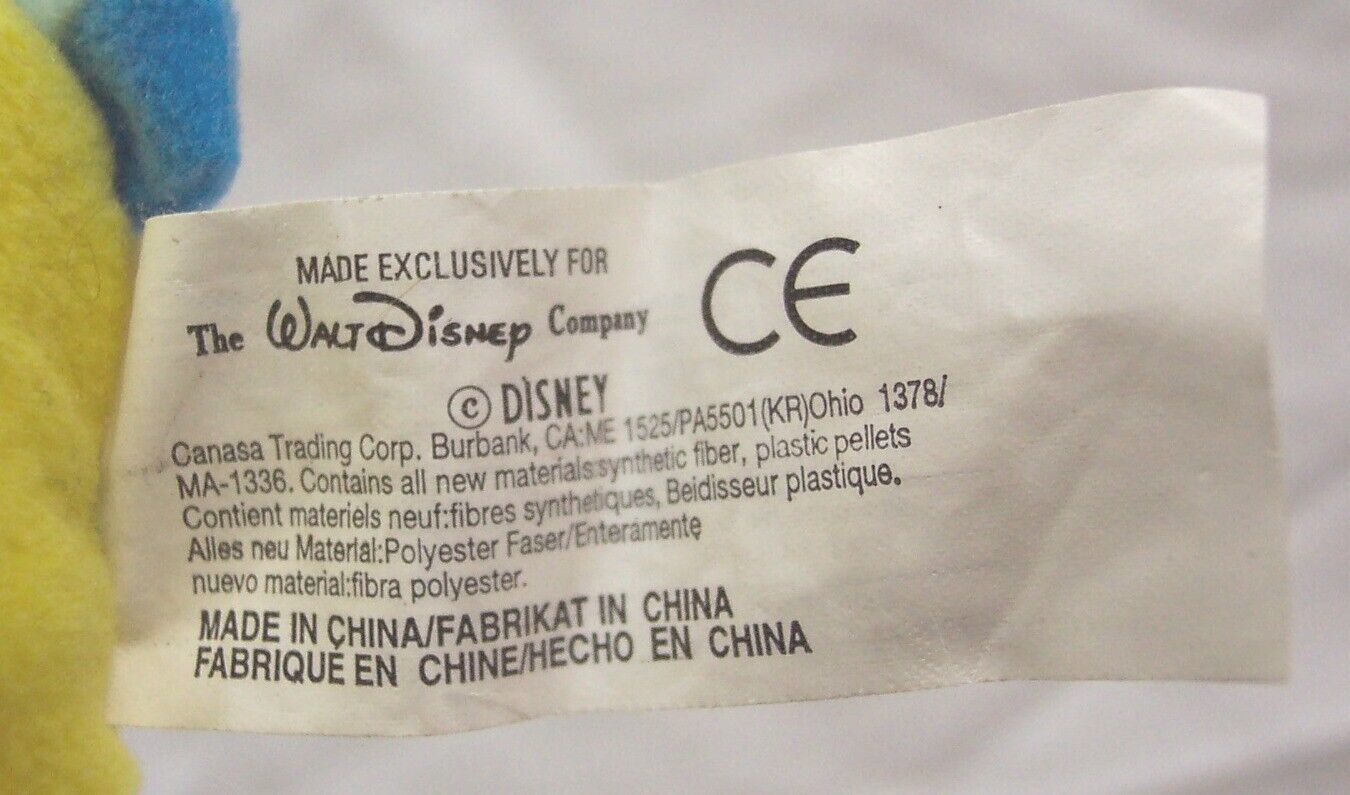 MADE EXCLUSIVELY FOR
The WALT DISNEY Company
CE
© DISNEY
Canasa Trading Corp. Burbank, CA:ME 1525/PA5501(KR)Ohio 1378/
MA-1336. Contains all new materials:synthetic fiber, plastic pellets
Contient materiels neuf:fibres synthetiques, Beidisseur plastique.
Alles neu Material:Polyester Faser/Enteramente
nuevo material:fibra polyester.
MADE IN CHINA/FABRIKAT IN CHINA
FABRIQUÉ EN CHINE/HECHO EN CHINA